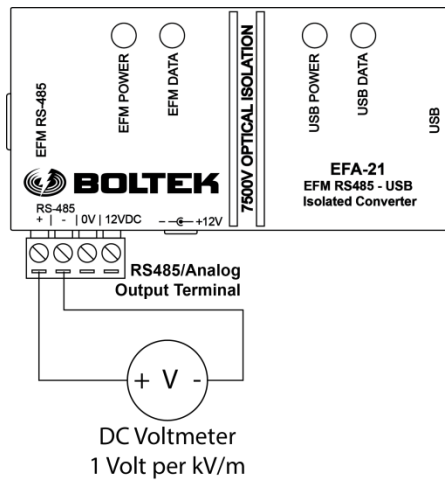 EFM RS-485
EFM POWER
EFM DATA
7500V OPTICAL ISOLATION
USB POWER
USB DATA
USB
BOLTEK
EFA-21
EFM RS485 - USB
Isolated Converter
RS-485
+ | - |0V| 12VDC
+12V
RS485/Analog
Output Terminal
+ V -
DC Voltmeter
1 Volt per kV/m